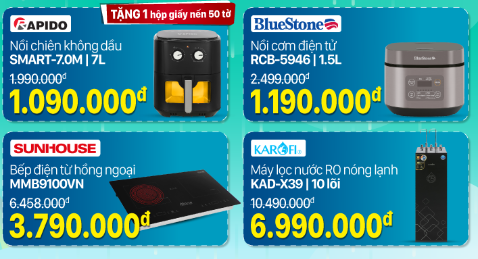 TẶNG 1 hộp giấy nến 50 tờ
RAPIDO
Nồi chiên không dầu
SMART-7.0M | 7L
1.990.000đ
1.090.000đ
BlueStone
Nồi cơm điện tử
RCB-5946 | 1.5L
2.499.000đ
1.190.000đ
SUNHOUSE
Bếp điện từ hồng ngoại
MMB9100VN
6.458.000đ
3.790.000đ
KAROFI
Máy lọc nước RO nóng lạnh
KAD-X39 | 10 lõi
10.490.000đ
6.990.000đ